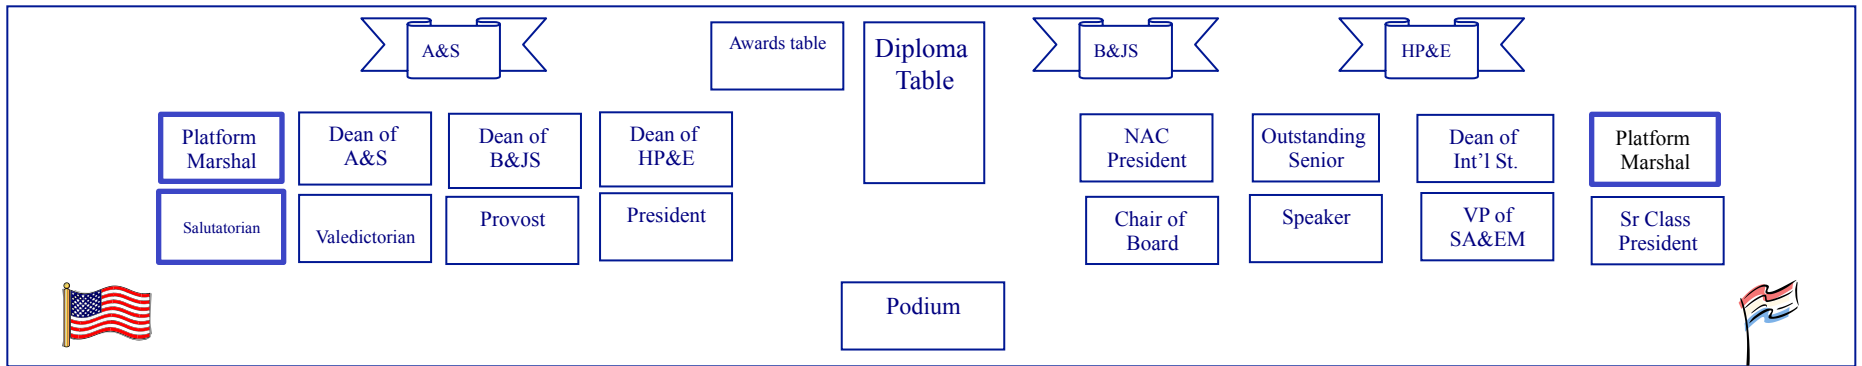 A&S
Awards table
Diploma
Table
B&JS
HP&E
Platform
Marshal
Dean of
A&S
Dean of
B&JS
Dean of
HP&E
NAC
President
Outstanding
Senior
Dean of
Int’l St.
Platform
Marshal
Salutatorian
Valedictorian
Provost
President
Chair of
Board
Speaker
VP of
SA&EM
Sr Class
President
Podium